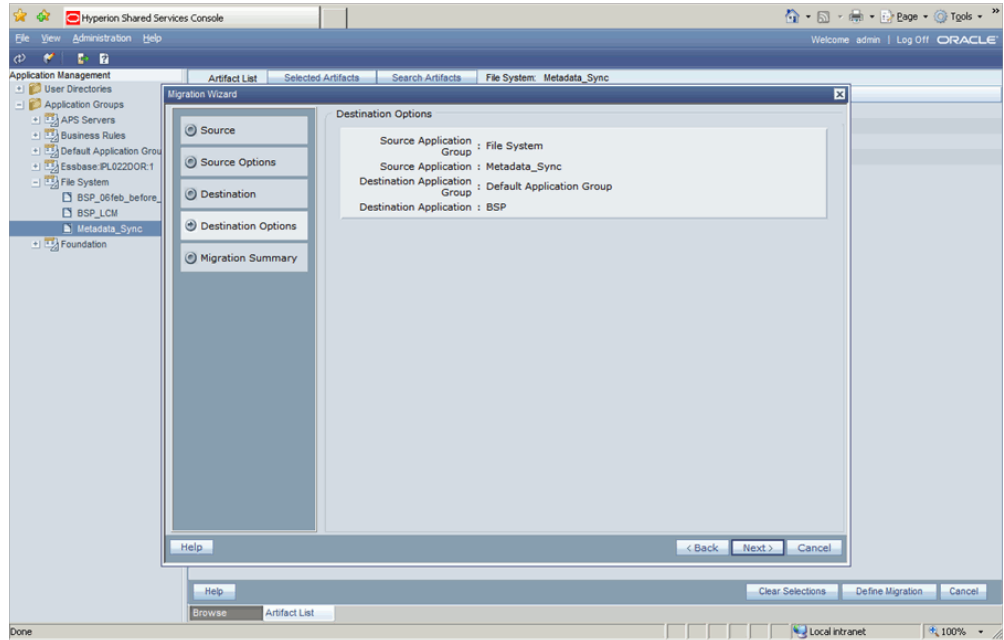 Hyperion Shared Services Console
Page Tools »
File View Administration Help
Welcome admin | Log Off ORACLE
Application Management
Artifact List Selected Artifacts Search Artifacts File System: Metadata_Sync
User Directories
Application Groups
APS Servers
Business Rules
Default Application Grou
Essbase:IPL022DOR:1
File System
BSP_06feb_before_
BSP_LCM
Metadata_Sync
Foundation
Migration Wizard
Source
Source Options
Destination
Destination Options
Migration Summary
Destination Options
Source Application Group : File System
Source Application : Metadata_Sync
Destination Application Group : Default Application Group
Destination Application : BSP
Help < Back Next > Cancel
Help Clear Selections Define Migration Cancel
Browse Artifact List
Done Local intranet 100%